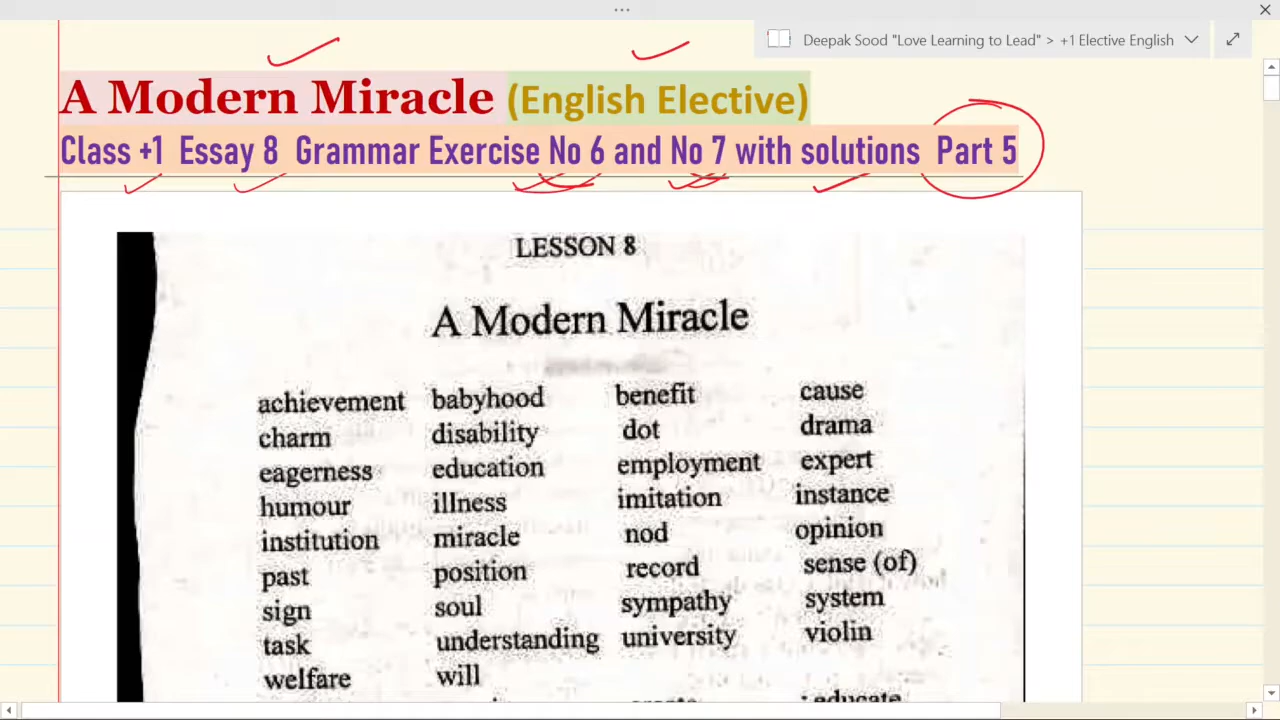 ...
Deepak Sood "Love Learning to Lead" > +1 Elective English
A Modern Miracle (English Elective)
Class +1 Essay 8 Grammar Exercise No 6 and No 7 with solutions Part 5
LESSON 8
A Modern Miracle
achievement babyhood benefit cause
charm disability dot drama
eagerness education employment expert
humour illness imitation instance
institution miracle nod opinion
past position record sense (of)
sign soul sympathy system
task understanding university violin
welfare will
educate